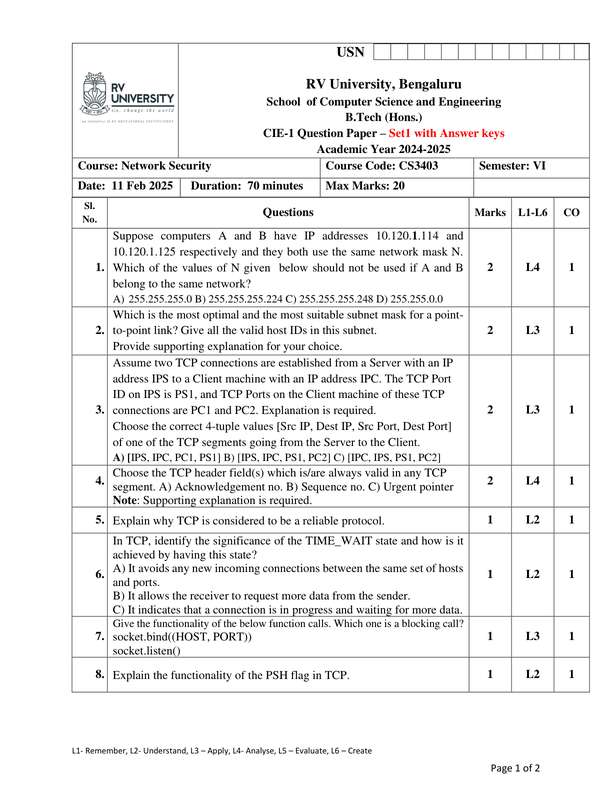 USN
RV
UNIVERSITY
Go, change the world
RV University, Bengaluru
School of Computer Science and Engineering
B.Tech (Hons.)
CIE-1 Question Paper – Set1 with Answer keys
Academic Year 2024-2025
Course: Network Security Course Code: CS3403 Semester: VI
Date: 11 Feb 2025 Duration: 70 minutes Max Marks: 20
Sl. No. Questions Marks L1-L6 CO
Suppose computers A and B have IP addresses 10.120.1.114 and
10.120.1.125 respectively and they both use the same network mask N.
1. Which of the values of N given below should not be used if A and B 2 L4 1
belong to the same network?
A) 255.255.255.0 B) 255.255.255.224 C) 255.255.255.248 D) 255.255.0.0
Which is the most optimal and the most suitable subnet mask for a point-
2. to-point link? Give all the valid host IDs in this subnet. 2 L3 1
Provide supporting explanation for your choice.
Assume two TCP connections are established from a Server with an IP
address IPS to a Client machine with an IP address IPC. The TCP Port
ID on IPS is PS1, and TCP Ports on the Client machine of these TCP
3. connections are PC1 and PC2. Explanation is required. 2 L3 1
Choose the correct 4-tuple values [Src IP, Dest IP, Src Port, Dest Port]
of one of the TCP segments going from the Server to the Client.
A) [IPS, IPC, PC1, PS1] B) [IPS, IPC, PS1, PC2] C) [IPC, IPS, PS1, PC2]
Choose the TCP header field(s) which is/are always valid in any TCP
4. segment. A) Acknowledgement no. B) Sequence no. C) Urgent pointer 2 L4 1
Note: Supporting explanation is required.
5. Explain why TCP is considered to be a reliable protocol. 1 L2 1
In TCP, identify the significance of the TIME_WAIT state and how is it
achieved by having this state?
6. A) It avoids any new incoming connections between the same set of hosts 1 L2 1
and ports.
B) It allows the receiver to request more data from the sender.
C) It indicates that a connection is in progress and waiting for more data.
Give the functionality of the below function calls. Which one is a blocking call?
7. socket.bind((HOST, PORT)) 1 L3 1
socket.listen()
8. Explain the functionality of the PSH flag in TCP. 1 L2 1
L1- Remember, L2- Understand, L3 – Apply, L4- Analyse, L5 – Evaluate, L6 – Create
Page 1 of 2